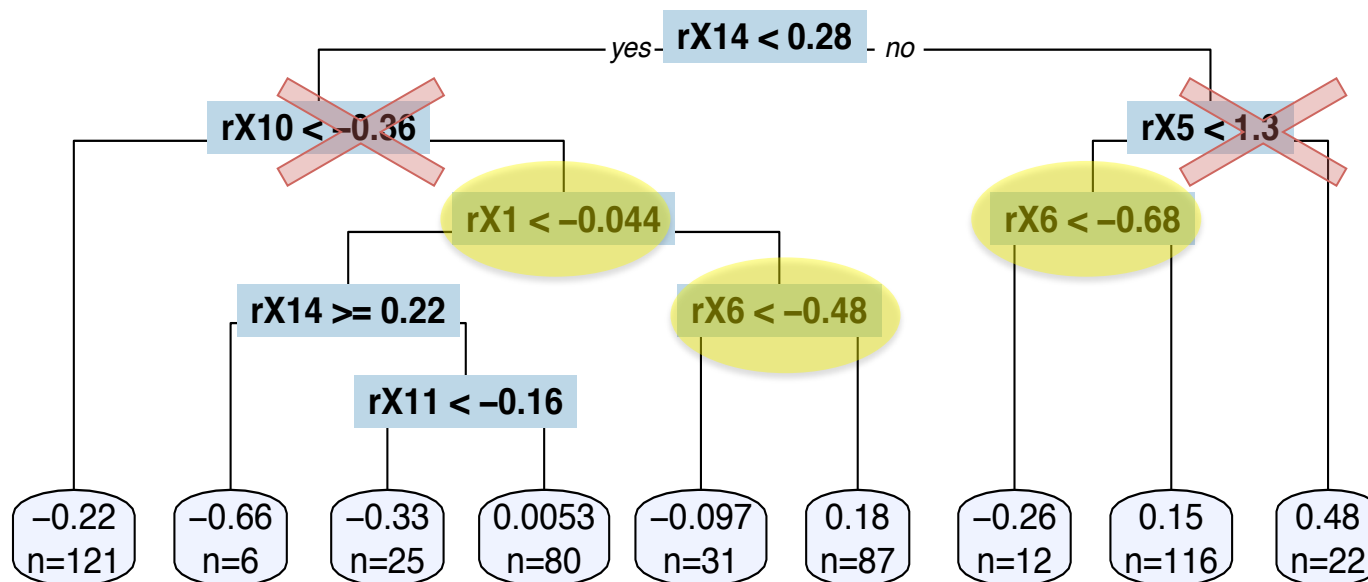 rX14 < 0.28
yes
no
rX10 < −0.36
rX5 < 1.3
rX1 < −0.044
rX6 < −0.68
rX14 >= 0.22
rX6 < −0.48
rX11 < −0.16
−0.22
n=121
−0.66
n=6
−0.33
n=25
0.0053
n=80
−0.097
n=31
0.18
n=87
−0.26
n=12
0.15
n=116
0.48
n=22